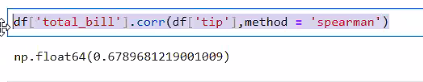 df['total_bill'].corr(df['tip'],method = 'spearman')
np.float64(0.6789681219001009)